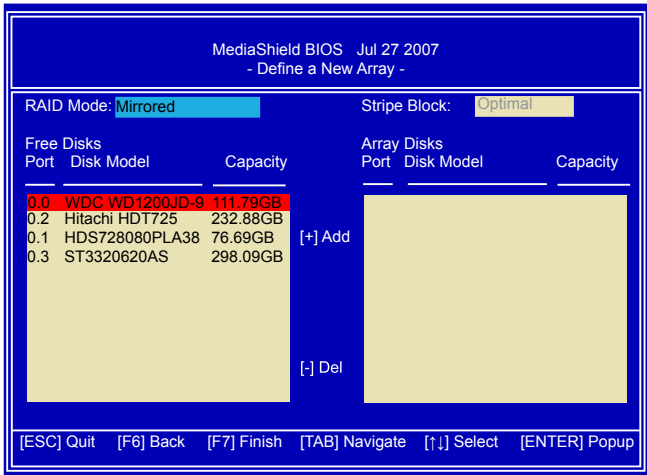 MediaShield BIOS Jul 27 2007
- Define a New Array -
RAID Mode: Mirrored
Stripe Block: Optimal
Free Disks
Port Disk Model Capacity
0.0 WDC WD1200JD-9 111.79GB
0.2 Hitachi HDT725 232.88GB
0.1 HDS728080PLA38 76.69GB
0.3 ST3320620AS 298.09GB
[+] Add
[-] Del
Array Disks
Port Disk Model Capacity
[ESC] Quit [F6] Back [F7] Finish [TAB] Navigate [↑↓] Select [ENTER] Popup